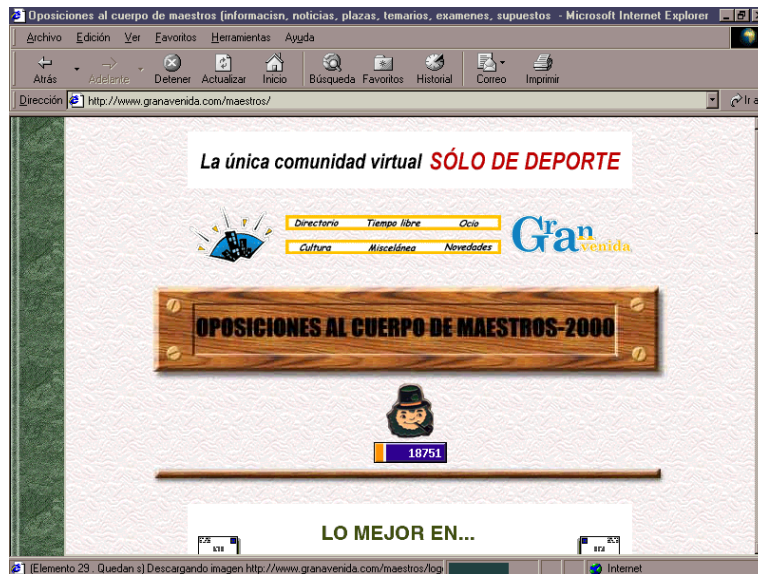 Oposiciones al cuerpo de maestros (informacisn, noticias, plazas, temarios, examenes, supuestos - Microsoft Internet Explorer
Archivo Edición Ver Favoritos Herramientas Ayuda
Atrás Adelante Detener Actualizar Inicio Búsqueda Favoritos Historial Correo Imprimir
Dirección http://www.granavenida.com/maestros/ Ir a
La única comunidad virtual SÓLO DE DEPORTE
Directorio Tiempo libre Ocio
Cultura Miscelánea Novedades
Gran
venida
OPOSICIONES AL CUERPO DE MAESTROS-2000
18751
LO MEJOR EN...
(Elemento 29 . Quedan s) Descargando imagen http://www.granavenida.com/maestros/log Internet